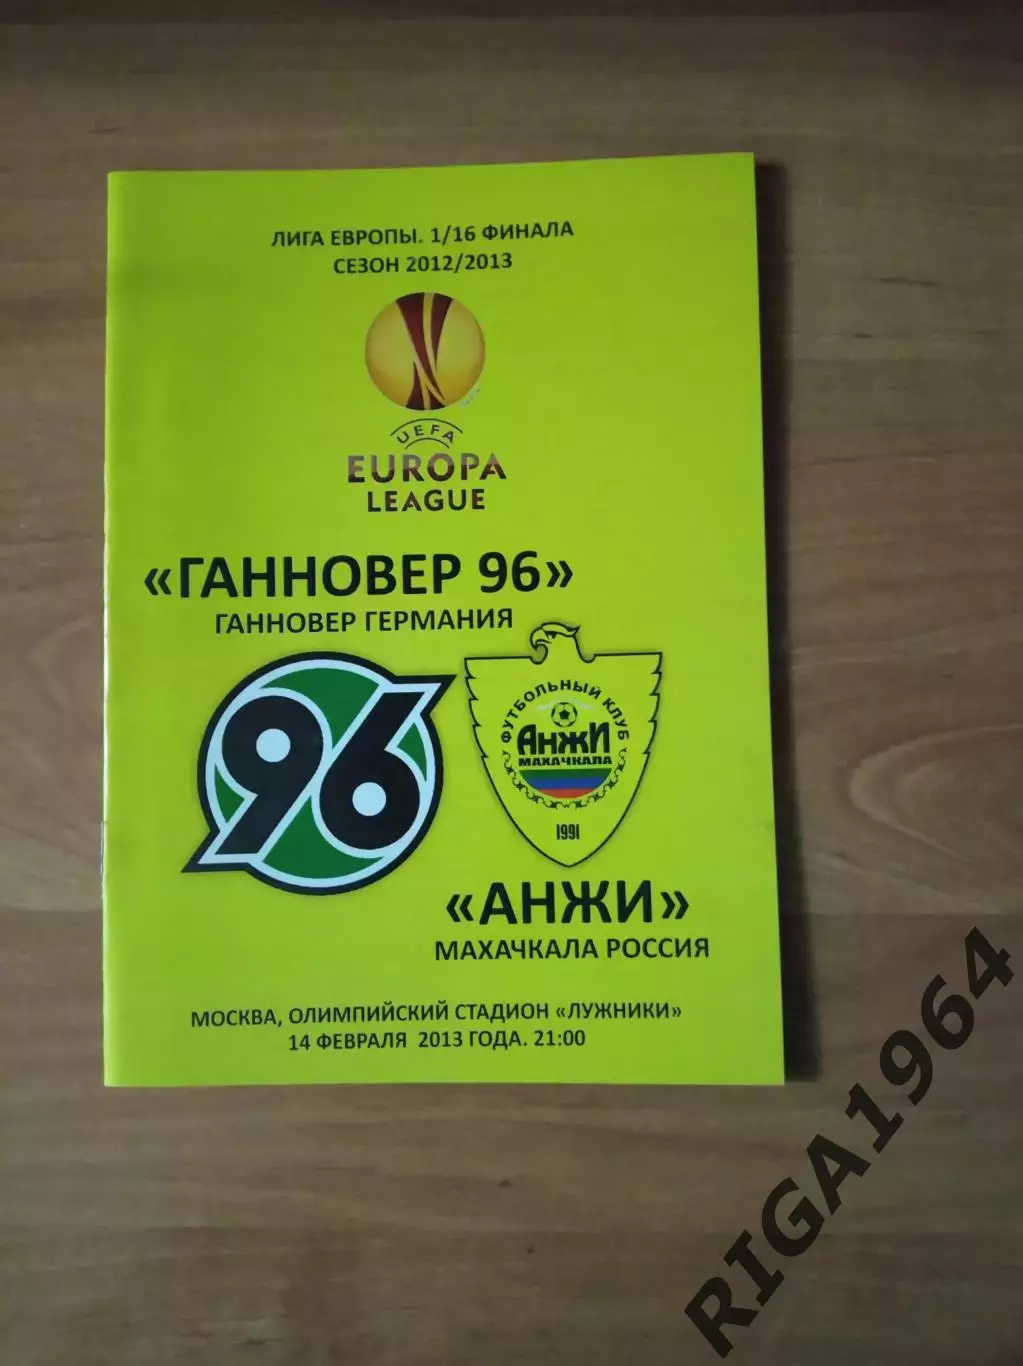 ЛИГА ЕВРОПЫ. 1/16 ФИНАЛА
СЕЗОН 2012/2013
UEFA
EUROPA
LEAGUE
«ГАННОВЕР 96»
ГАННОВЕР ГЕРМАНИЯ
96
ФУТБОЛЬНЫЙ КЛУБ
АНЖИ
МАХАЧКАЛА
1991
«АНЖИ»
МАХАЧКАЛА РОССИЯ
МОСКВА, ОЛИМПИЙСКИЙ СТАДИОН «ЛУЖНИКИ»
14 ФЕВРАЛЯ 2013 ГОДА. 21:00
RIGA1964